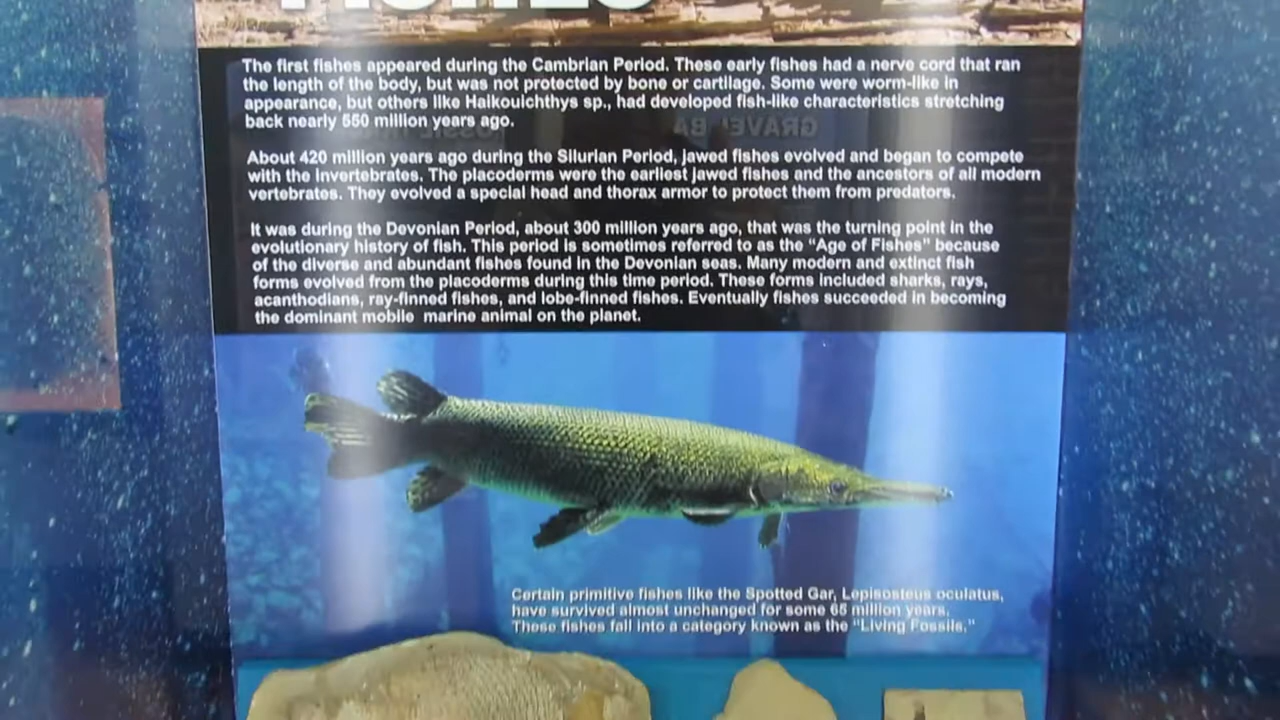 The first fishes appeared during the Cambrian Period. These early fishes had a nerve cord that ran
the length of the body, but was not protected by bone or cartilage. Some were worm-like in
appearance, but others like Haikouichthys sp., had developed fish-like characteristics stretching
back nearly 550 million years ago.
About 420 million years ago during the Silurian Period, jawed fishes evolved and began to compete
with the invertebrates. The placoderms were the earliest jawed fishes and the ancestors of all modern
vertebrates. They evolved a special head and thorax armor to protect them from predators.
It was during the Devonian Period, about 300 million years ago, that was the turning point in the
evolutionary history of fish. This period is sometimes referred to as the “Age of Fishes” because
of the diverse and abundant fishes found in the Devonian seas. Many modern and extinct fish
forms evolved from the placoderms during this time period. These forms included sharks, rays,
acanthodians, ray-finned fishes, and lobe-finned fishes. Eventually fishes succeeded in becoming
the dominant mobile marine animal on the planet.
Certain primitive fishes like the Spotted Gar, Lepisosteus oculatus,
have survived almost unchanged for some 65 million years.
These fishes fall into a category known as the "Living Fossils."